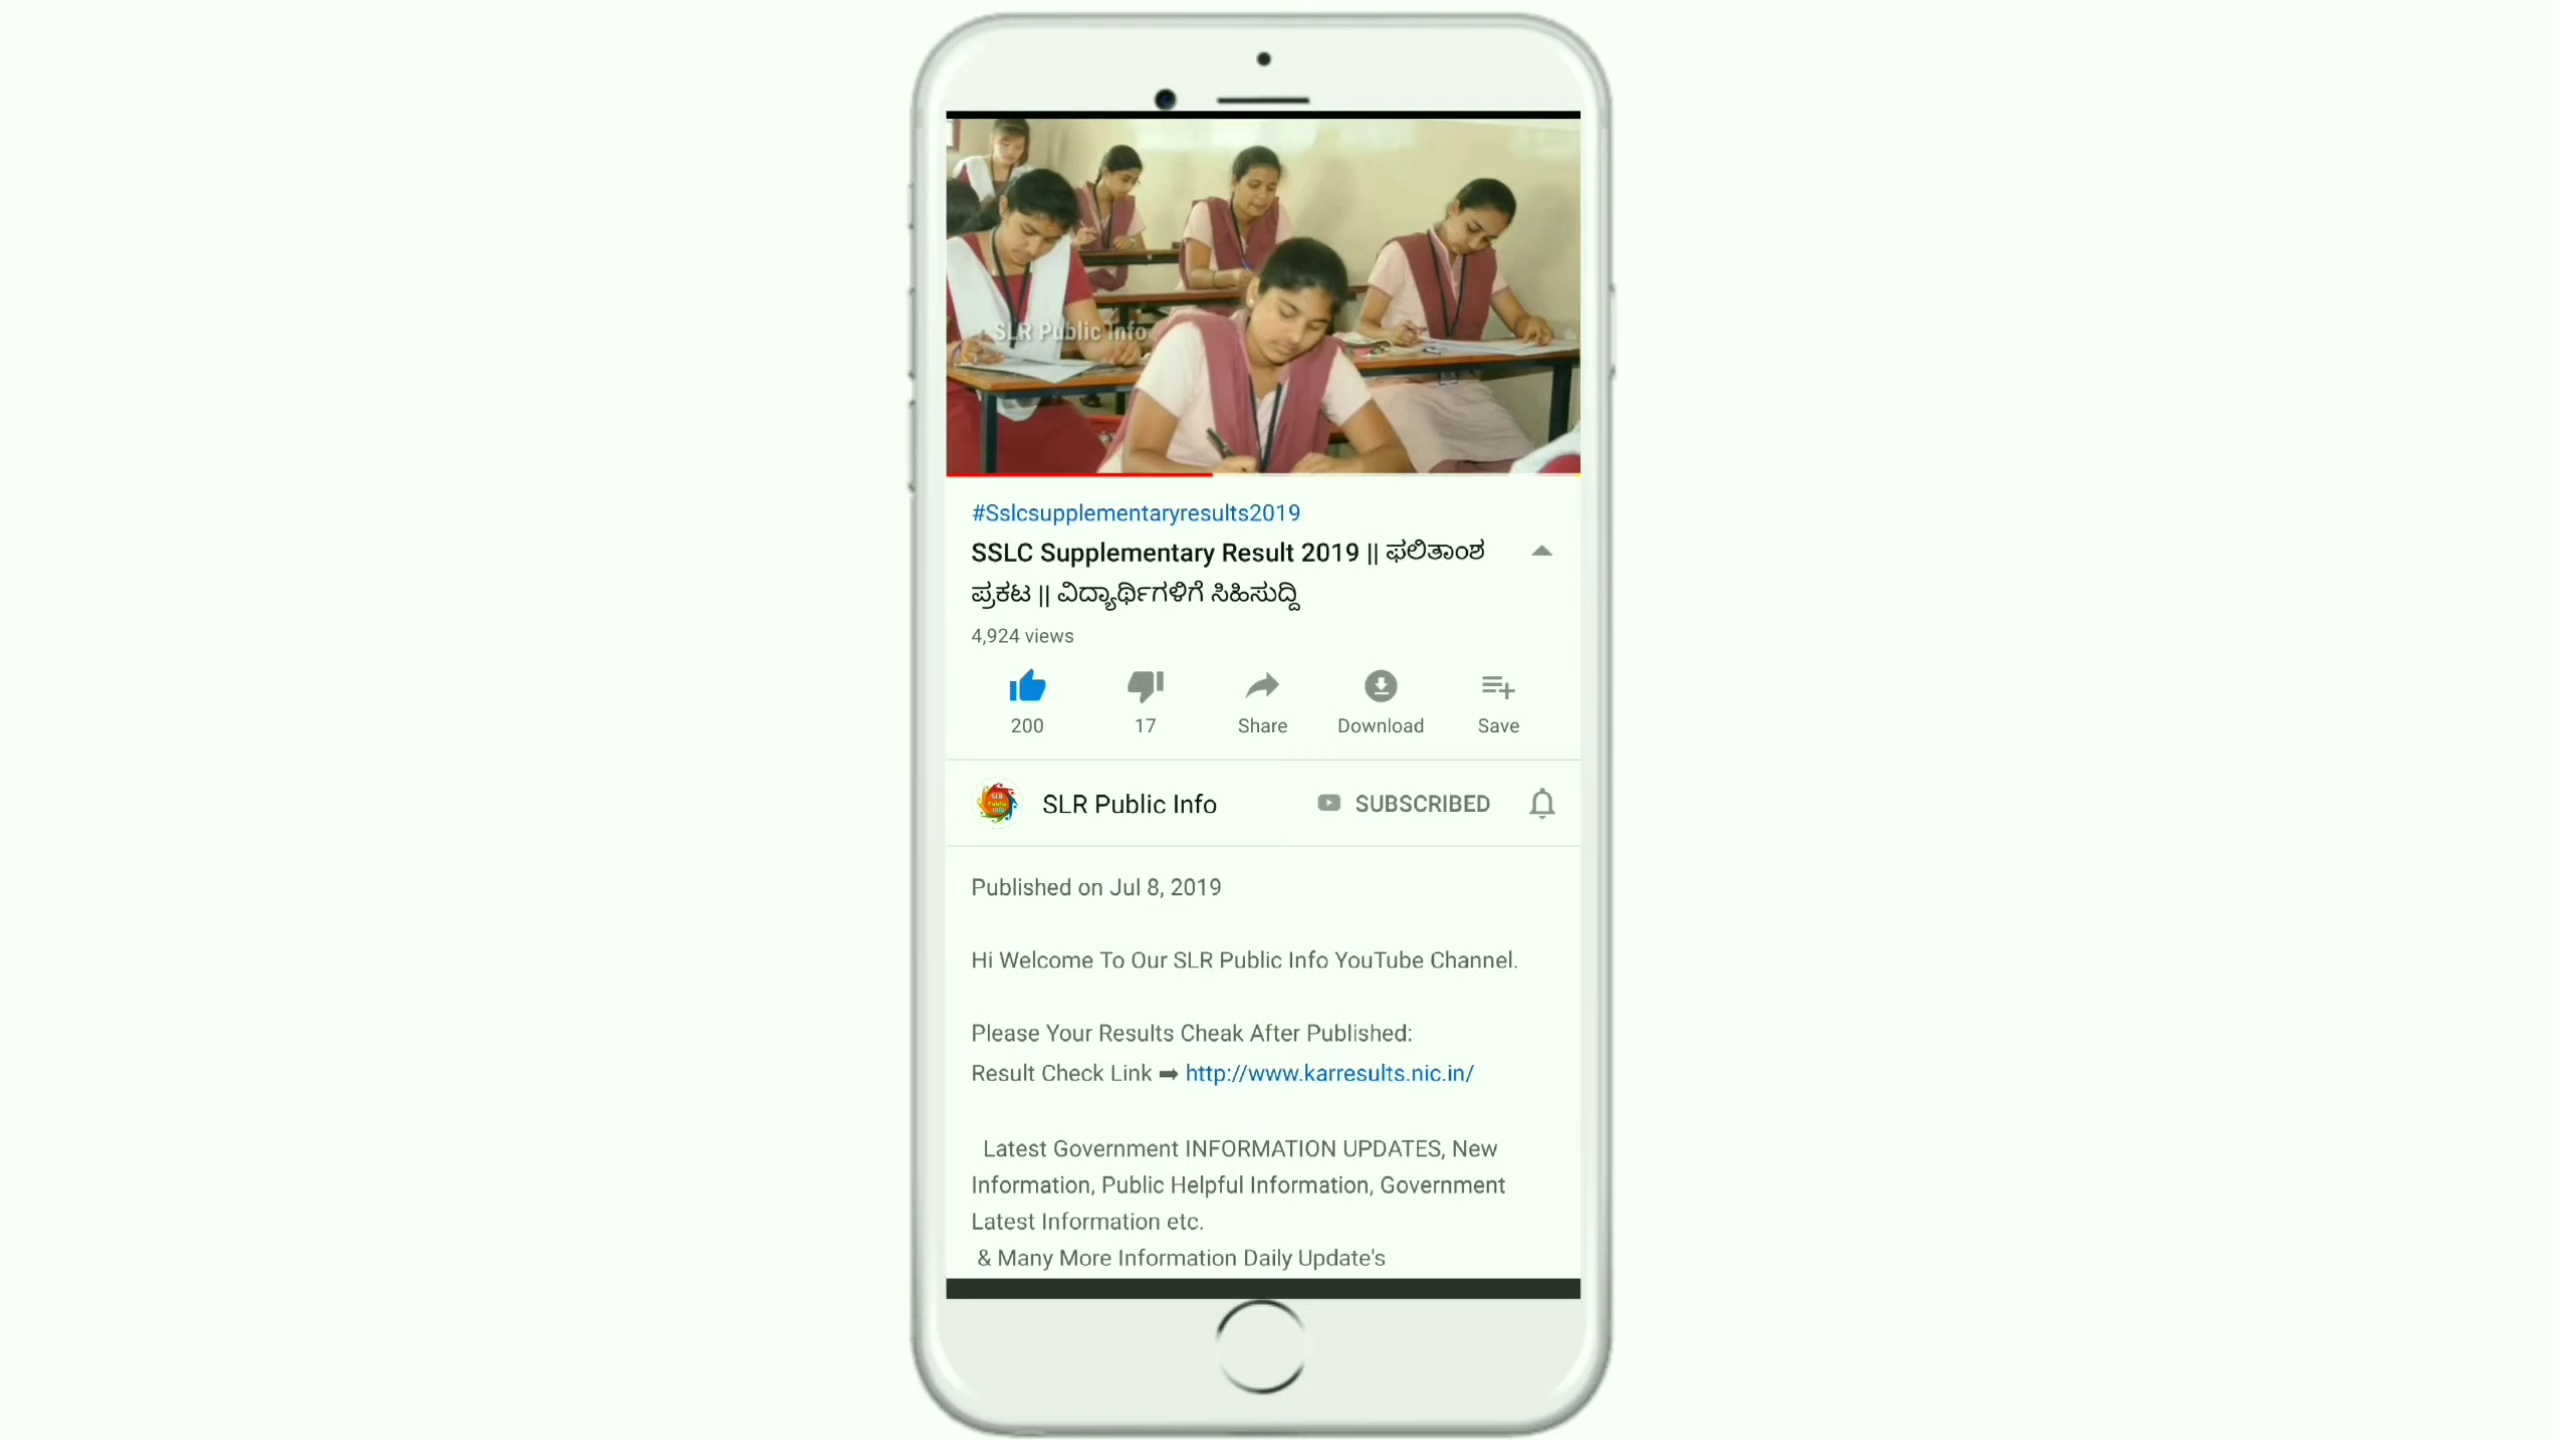 SLR Public Info
#Sslcsupplementaryresults2019
SSLC Supplementary Result 2019 || ಫಲಿತಾಂಶ
ಪ್ರಕಟ || ವಿದ್ಯಾರ್ಥಿಗಳಿಗೆ ಸಿಹಿಸುದ್ದಿ
4,924 views
200 17 Share Download Save
SLR Public Info SLR Public Info SUBSCRIBED
Published on Jul 8, 2019
Hi Welcome To Our SLR Public Info YouTube Channel.
Please Your Results Cheak After Published:
Result Check Link ➡ http://www.karresults.nic.in/
Latest Government INFORMATION UPDATES, New
Information, Public Helpful Information, Government
Latest Information etc.
& Many More Information Daily Update's